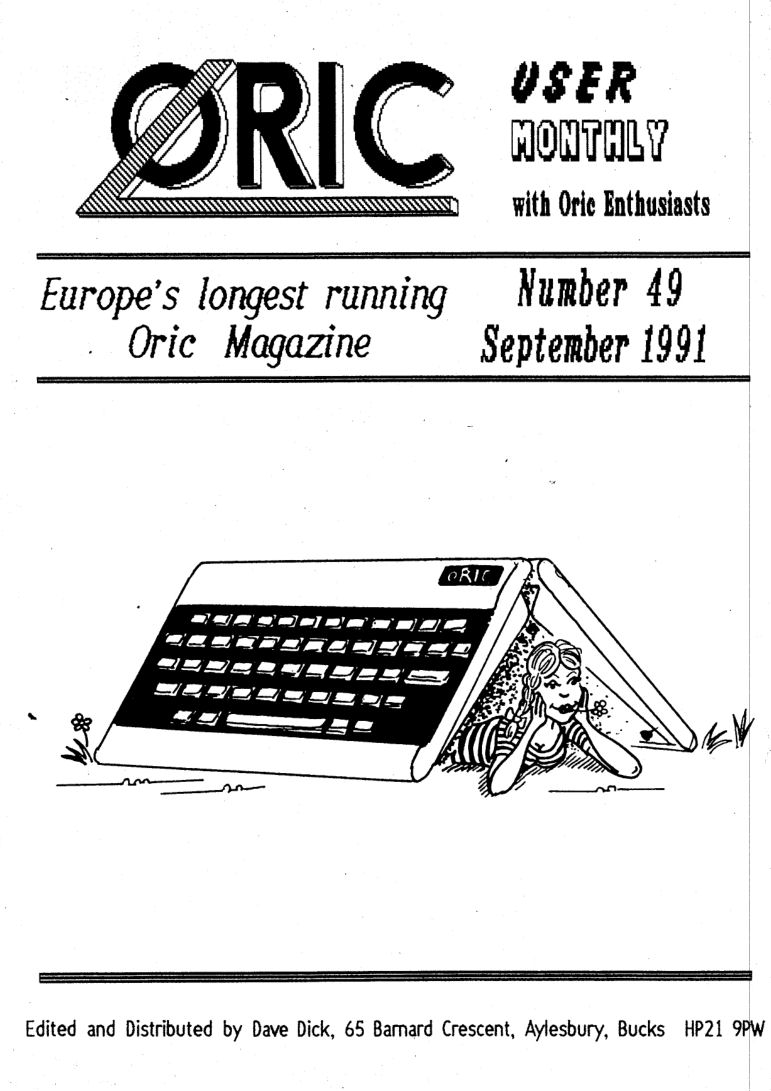 ORIC
USER
MONTHLY
with Oric Enthusiasts
Europe's longest running
Oric Magazine
Number 49
September 1991
ORIC
Edited and Distributed by Dave Dick, 65 Barnard Crescent, Aylesbury, Bucks HP21 9PW